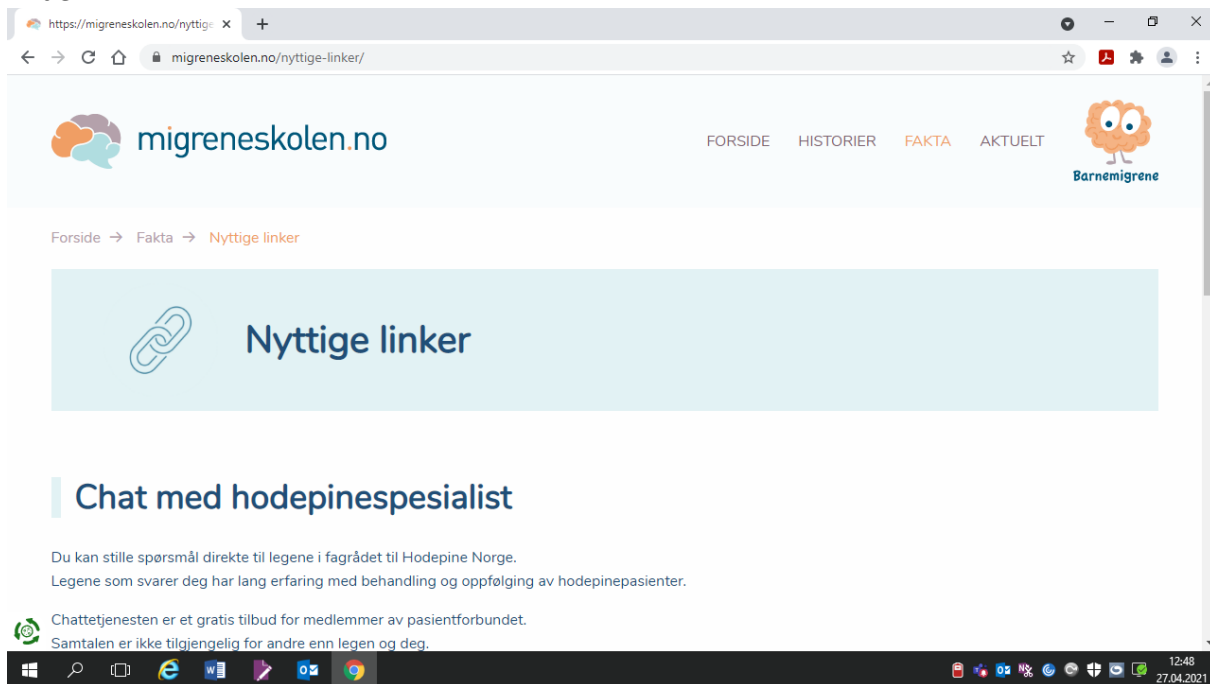 https://migreneskolen.no/nyttige
migreneskolen.no/nyttige-linker/
migreneskolen.no
FORSIDE HISTORIER FAKTA AKTUELT
Barnemigrene
Forside → Fakta → Nyttige linker
Nyttige linker
Chat med hodepinespesialist
Du kan stille spørsmål direkte til legene i fagrådet til Hodepine Norge.
Legene som svarer deg har lang erfaring med behandling og oppfølging av hodepinepasienter.
Chattetjenesten er et gratis tilbud for medlemmer av pasientforbundet.
Samtalen er ikke tilgjengelig for andre enn legen og deg.
12:48
27.04.2021